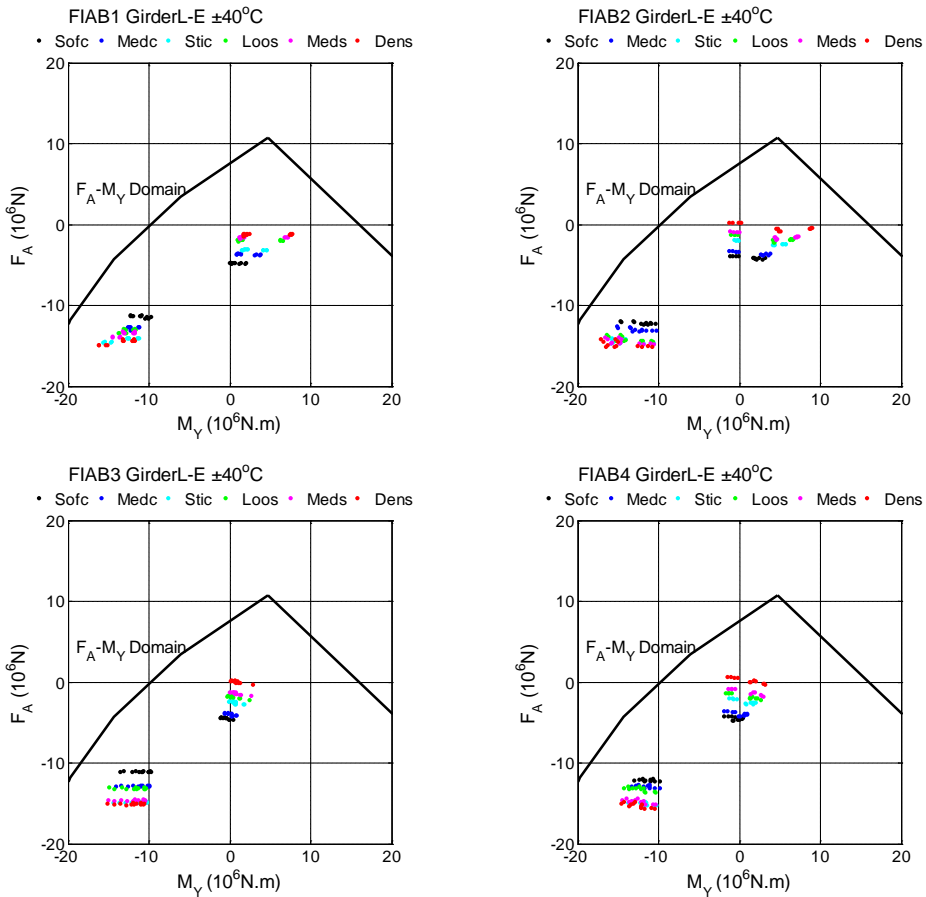 FIAB1 GirderL-E ±40°C
Sofc Medc Stic Loos Meds Dens
20
10
0
-10
-20
F_A (10^6N)
F_A-M_Y Domain
-20 -10 0 10 20
M_Y (10^6N.m)
FIAB2 GirderL-E ±40°C
Sofc Medc Stic Loos Meds Dens
20
10
0
-10
-20
F_A (10^6N)
F_A-M_Y Domain
-20 -10 0 10 20
M_Y (10^6N.m)
FIAB3 GirderL-E ±40°C
Sofc Medc Stic Loos Meds Dens
20
10
0
-10
-20
F_A (10^6N)
F_A-M_Y Domain
-20 -10 0 10 20
M_Y (10^6N.m)
FIAB4 GirderL-E ±40°C
Sofc Medc Stic Loos Meds Dens
20
10
0
-10
-20
F_A (10^6N)
F_A-M_Y Domain
-20 -10 0 10 20
M_Y (10^6N.m)